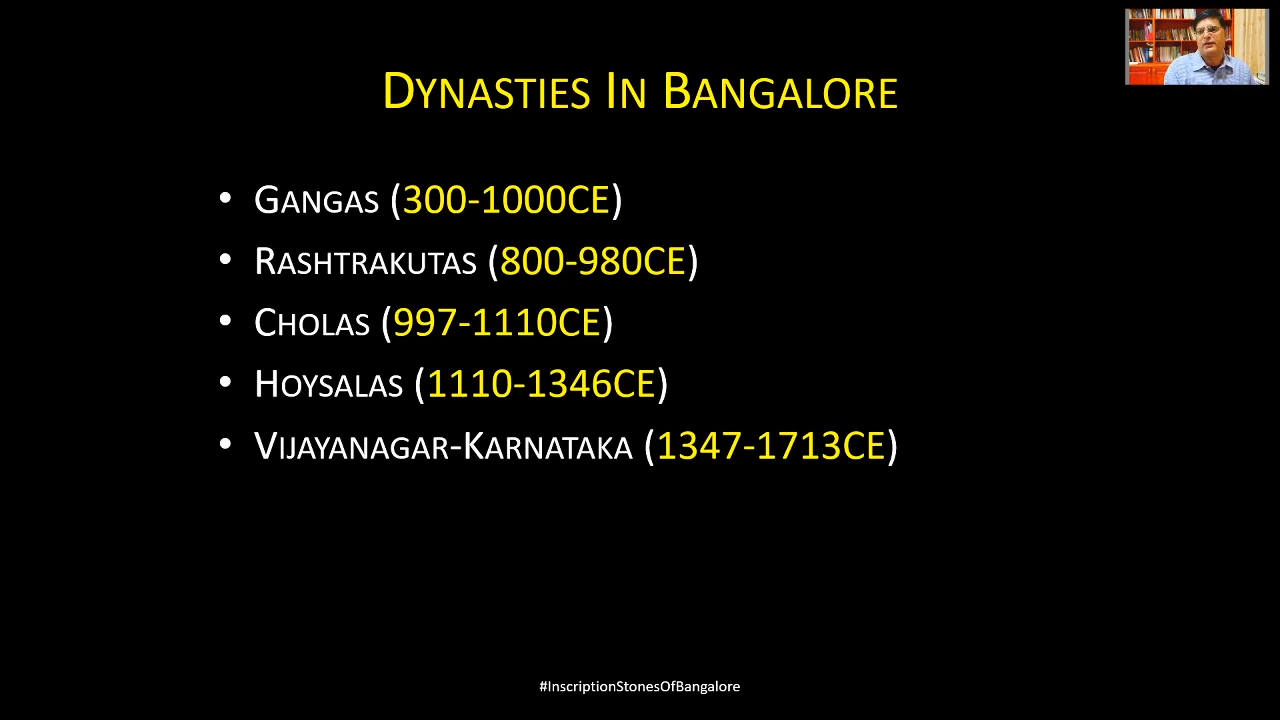 Dynasties In Bangalore
• Gangas (300-1000CE)
• Rashtrakutas (800-980CE)
• Cholas (997-1110CE)
• Hoysalas (1110-1346CE)
• Vijayanagar-Karnataka (1347-1713CE)
#InscriptionStonesOfBangalore